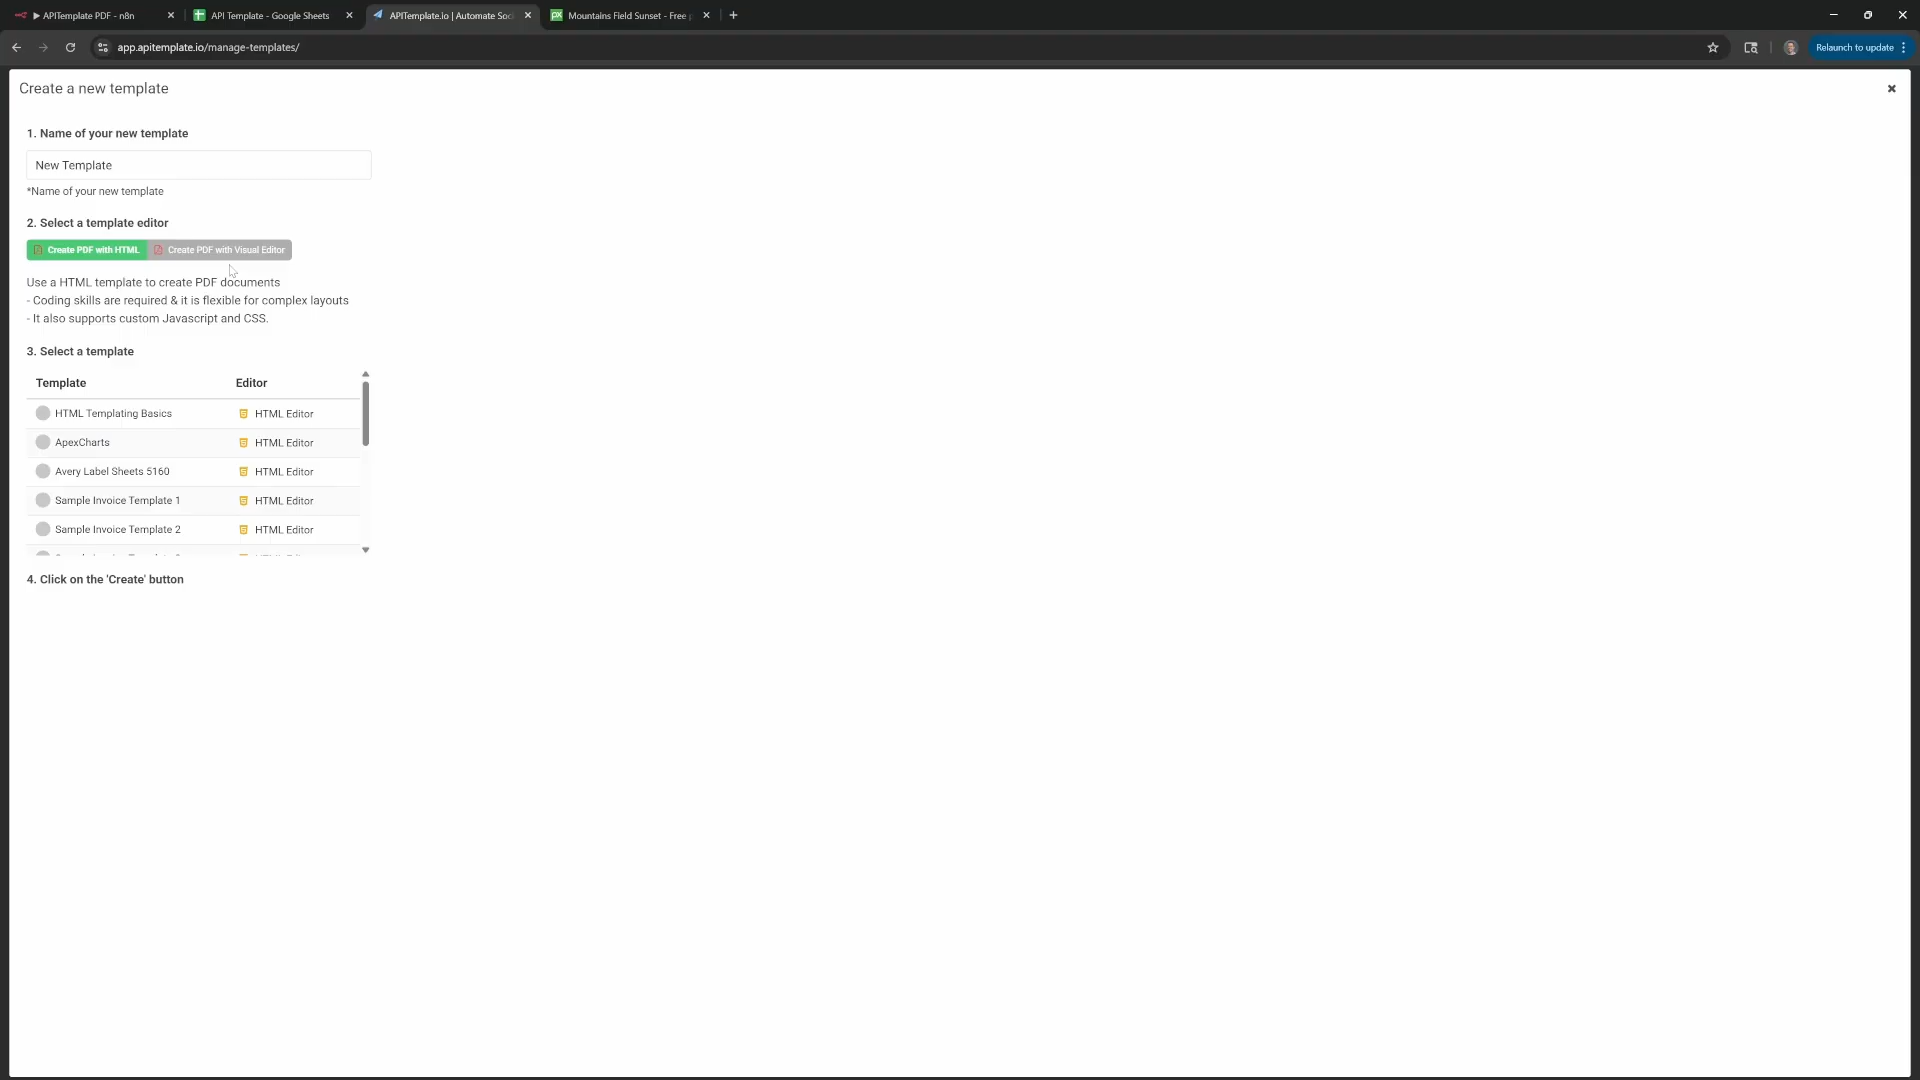 APITemplate PDF - n8n
API Template - Google Sheets
APITemplate.io | Automate Soc
Mountains Field Sunset - Free
app.apitemplate.io/manage-templates/
Relaunch to update
Create a new template
1. Name of your new template
New Template
*Name of your new template
2. Select a template editor
Create PDF with HTML
Create PDF with Visual Editor
Use a HTML template to create PDF documents
- Coding skills are required & it is flexible for complex layouts
- It also supports custom Javascript and CSS.
3. Select a template
Template Editor
HTML Templating Basics HTML Editor
ApexCharts HTML Editor
Avery Label Sheets 5160 HTML Editor
Sample Invoice Template 1 HTML Editor
Sample Invoice Template 2 HTML Editor
4. Click on the 'Create' button